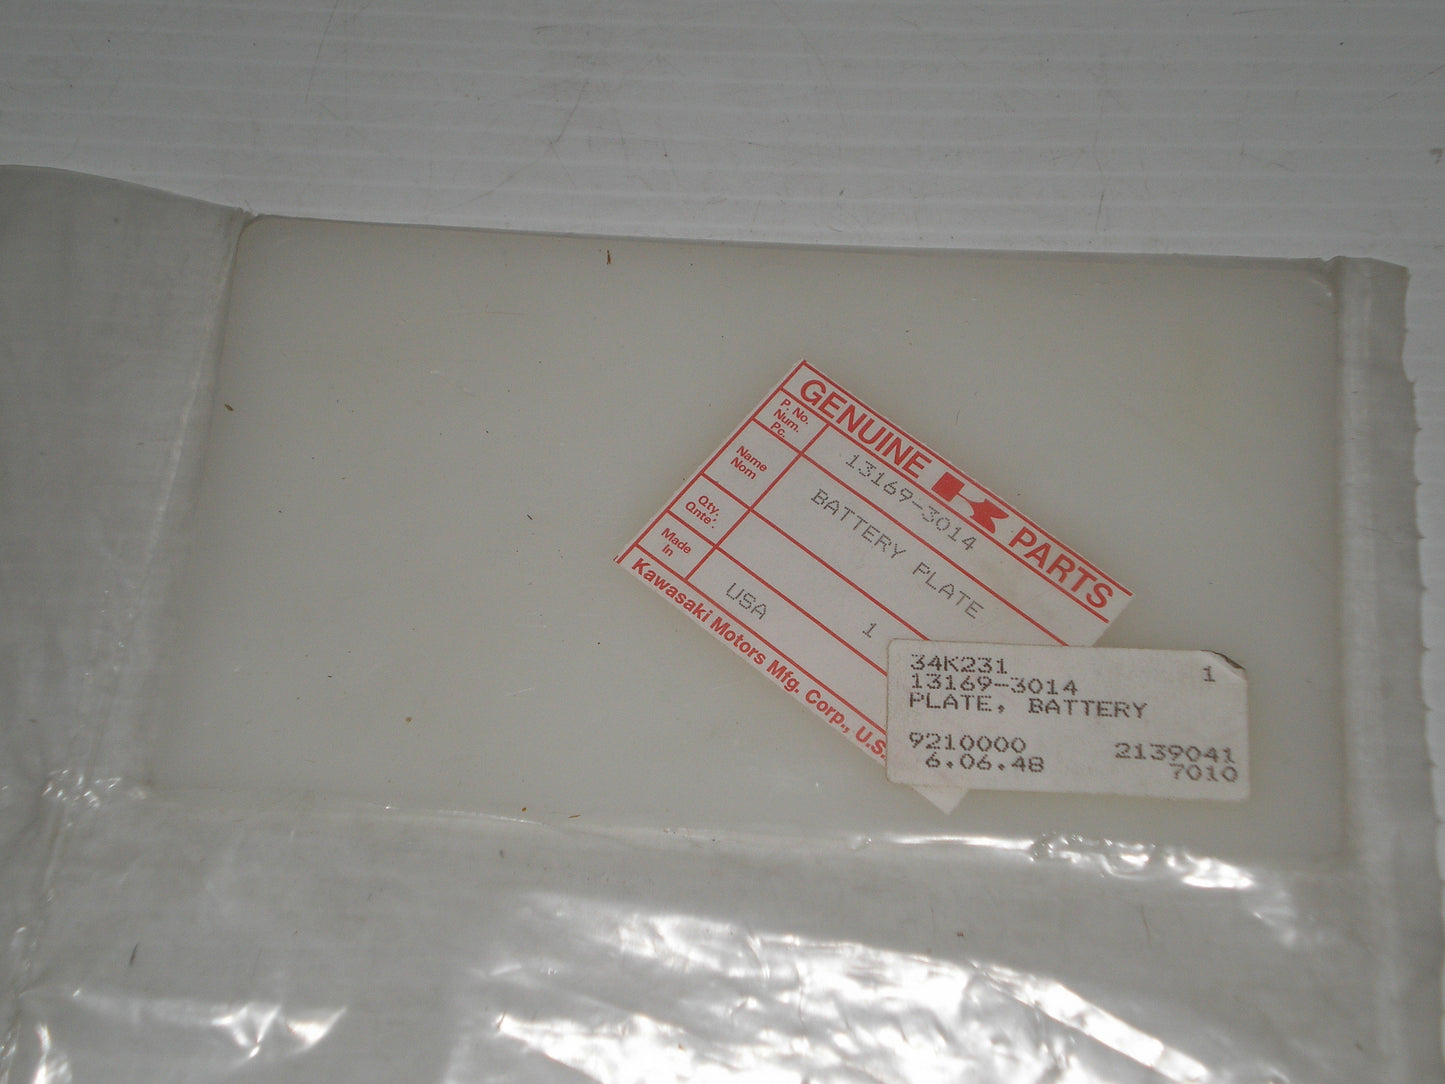 GENUINE K PARTS
P. No.
Num.
Pc.
13169-3014
Name
Nom
BATTERY PLATE
Qty.
Qnte'.
1
Made
in
USA
Kawasaki Motors Mfg. Corp., U.S.
34K231 1
13169-3014
PLATE, BATTERY
9210000 2139041
6.06.48 7010